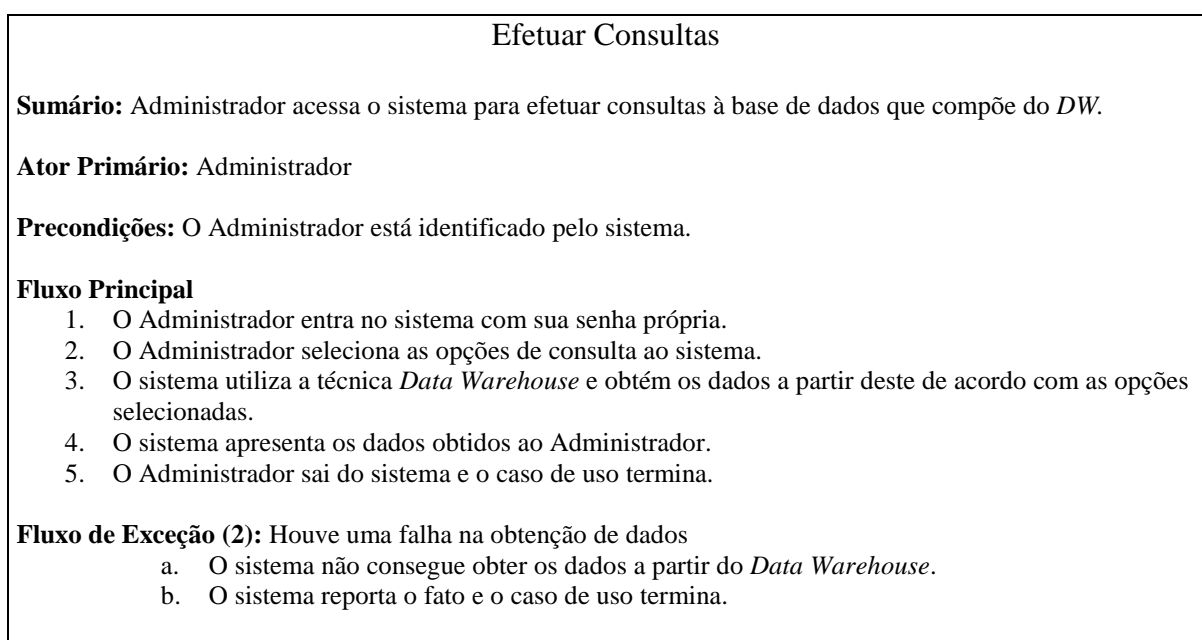 Efetuar Consultas
Sumário: Administrador acessa o sistema para efetuar consultas à base de dados que compõe do DW.
Ator Primário: Administrador
Precondições: O Administrador está identificado pelo sistema.
Fluxo Principal
1. O Administrador entra no sistema com sua senha própria.
2. O Administrador seleciona as opções de consulta ao sistema.
3. O sistema utiliza a técnica Data Warehouse e obtém os dados a partir deste de acordo com as opções
selecionadas.
4. O sistema apresenta os dados obtidos ao Administrador.
5. O Administrador sai do sistema e o caso de uso termina.
Fluxo de Exceção (2): Houve uma falha na obtenção de dados
a. O sistema não consegue obter os dados a partir do Data Warehouse.
b. O sistema reporta o fato e o caso de uso termina.